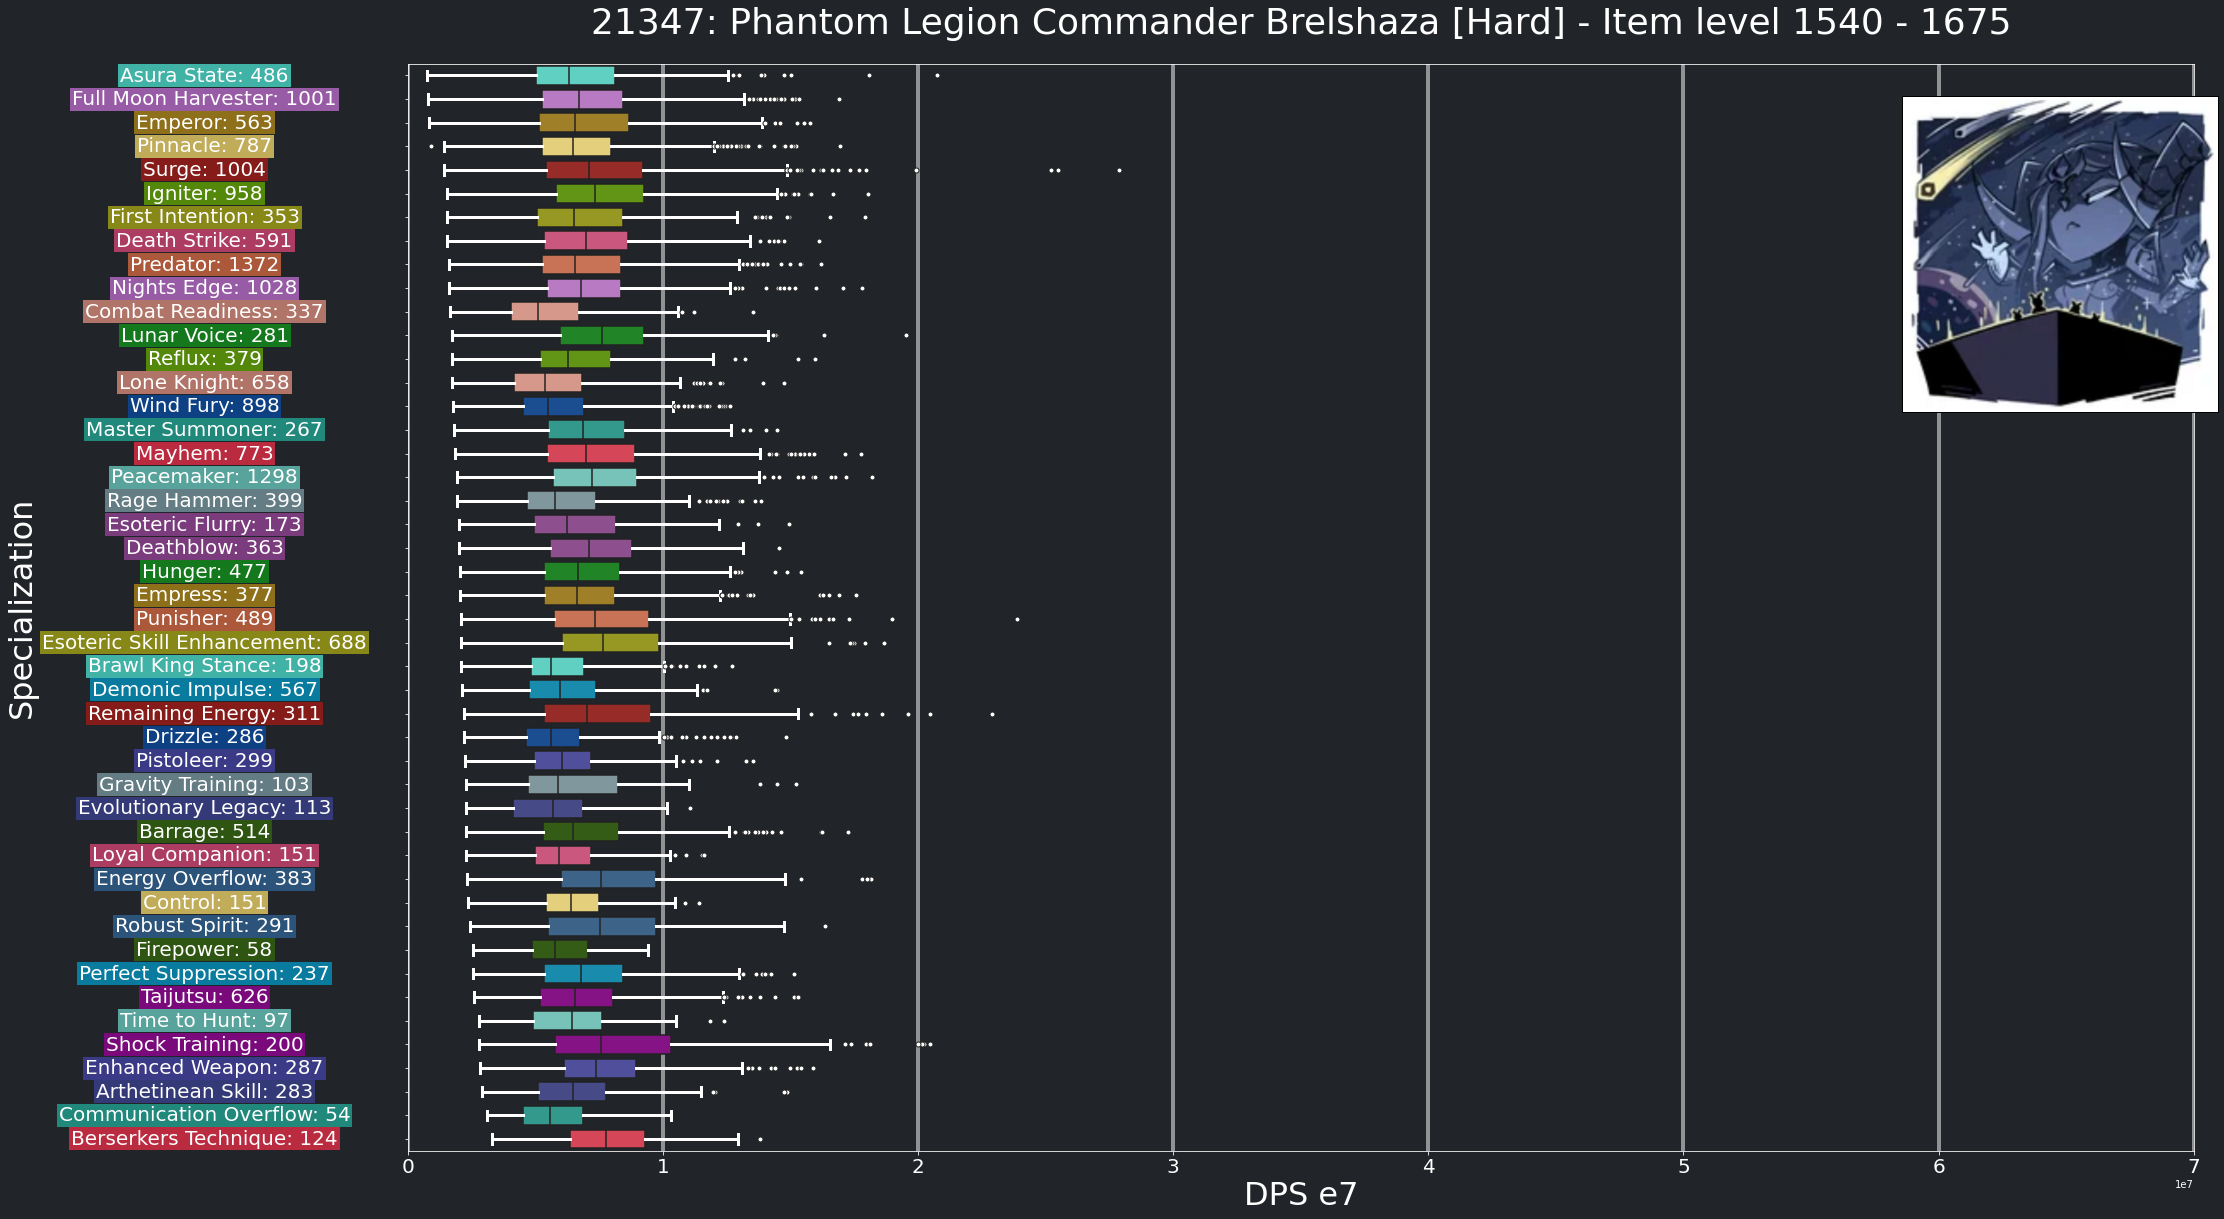 21347: Phantom Legion Commander Brelshaza [Hard] - Item level 1540 - 1675
Asura State: 486
Full Moon Harvester: 1001
Emperor: 563
Pinnacle: 787
Surge: 1004
Igniter: 958
First Intention: 353
Death Strike: 591
Predator: 1372
Nights Edge: 1028
Combat Readiness: 337
Lunar Voice: 281
Reflux: 379
Lone Knight: 658
Wind Fury: 898
Master Summoner: 267
Mayhem: 773
Peacemaker: 1298
Rage Hammer: 399
Esoteric Flurry: 173
Deathblow: 363
Hunger: 477
Empress: 377
Punisher: 489
Esoteric Skill Enhancement: 688
Brawl King Stance: 198
Demonic Impulse: 567
Remaining Energy: 311
Drizzle: 286
Pistoleer: 299
Gravity Training: 103
Evolutionary Legacy: 113
Barrage: 514
Loyal Companion: 151
Energy Overflow: 383
Control: 151
Robust Spirit: 291
Firepower: 58
Perfect Suppression: 237
Taijutsu: 626
Time to Hunt: 97
Shock Training: 200
Enhanced Weapon: 287
Arthetinean Skill: 283
Communication Overflow: 54
Berserkers Technique: 124
Specialization
0 1 2 3 4 5 6 7
1e7
DPS e7